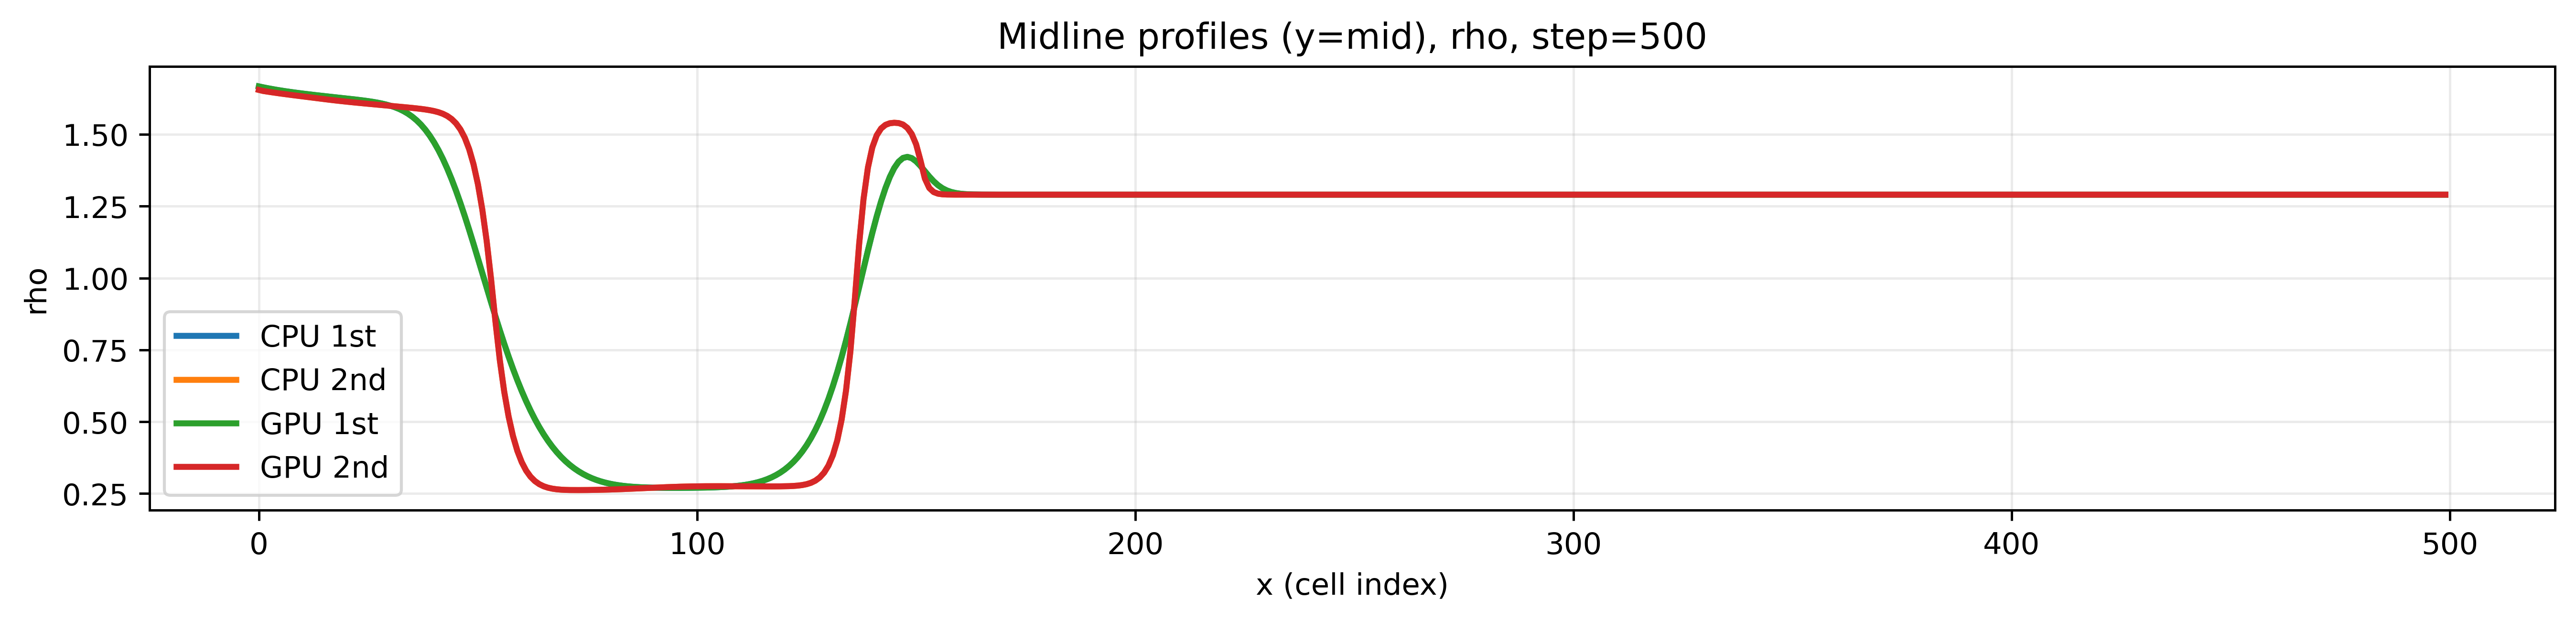 Midline profiles (y=mid), rho, step=500
rho
1.50
1.25
1.00
0.75
0.50
0.25
CPU 1st
CPU 2nd
GPU 1st
GPU 2nd
0 100 200 300 400 500
x (cell index)